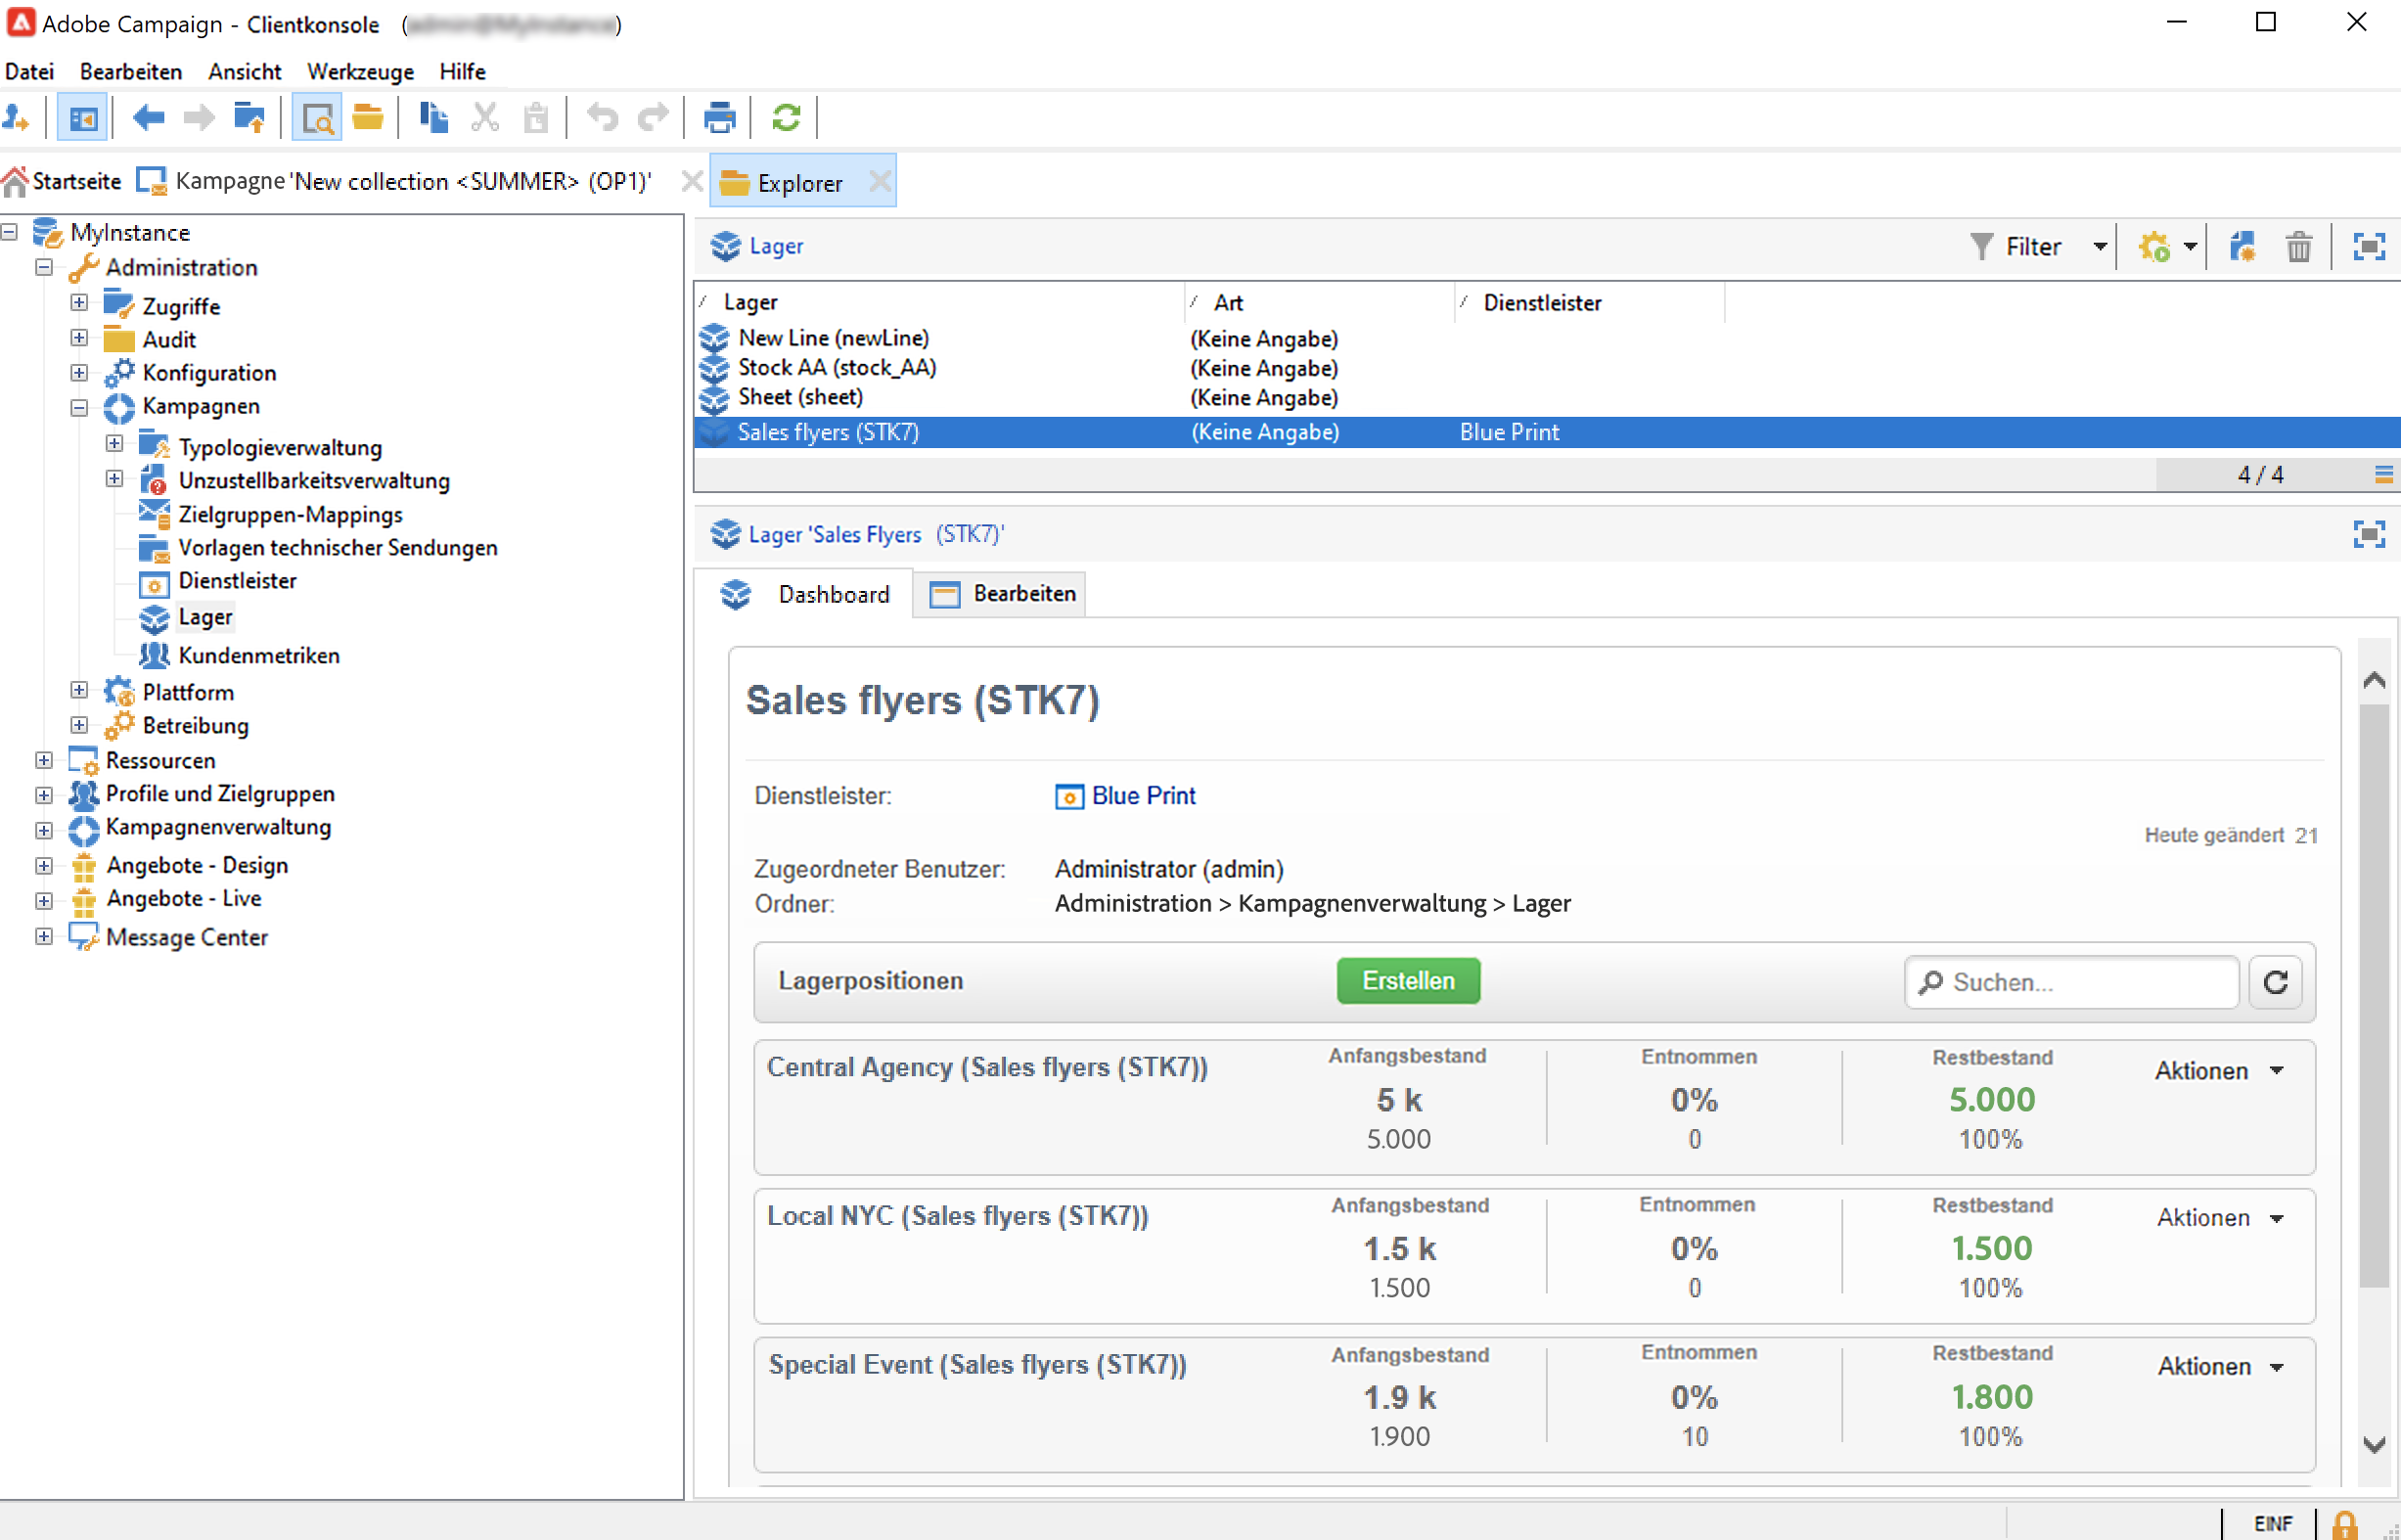 Adobe Campaign - Clientkonsole
Datei Bearbeiten Ansicht Werkzeuge Hilfe
Startseite Kampagne 'New collection <SUMMER> (OP1)' Explorer
MyInstance
Administration
Zugriffe
Audit
Konfiguration
Kampagnen
Typologieverwaltung
Unzustellbarkeitsverwaltung
Zielgruppen-Mappings
Vorlagen technischer Sendungen
Dienstleister
Lager
Kundenmetriken
Plattform
Betreibung
Ressourcen
Profile und Zielgruppen
Kampagnenverwaltung
Angebote - Design
Angebote - Live
Message Center
Lager Filter
Lager Art Dienstleister
New Line (newLine) (Keine Angabe)
Stock AA (stock_AA) (Keine Angabe)
Sheet (sheet) (Keine Angabe)
Sales flyers (STK7) (Keine Angabe) Blue Print
4 / 4
Lager 'Sales Flyers (STK7)'
Dashboard Bearbeiten
Sales flyers (STK7)
Dienstleister: Blue Print
Heute geändert 21
Zugeordneter Benutzer: Administrator (admin)
Ordner: Administration > Kampagnenverwaltung > Lager
Lagerpositionen Erstellen Suchen...
Central Agency (Sales flyers (STK7)) Anfangsbestand Entnommen Restbestand Aktionen
5 k 0% 5.000
5.000 0 100%
Local NYC (Sales flyers (STK7)) Anfangsbestand Entnommen Restbestand Aktionen
1.5 k 0% 1.500
1.500 0 100%
Special Event (Sales flyers (STK7)) Anfangsbestand Entnommen Restbestand Aktionen
1.9 k 0% 1.800
1.900 10 100%
EINF